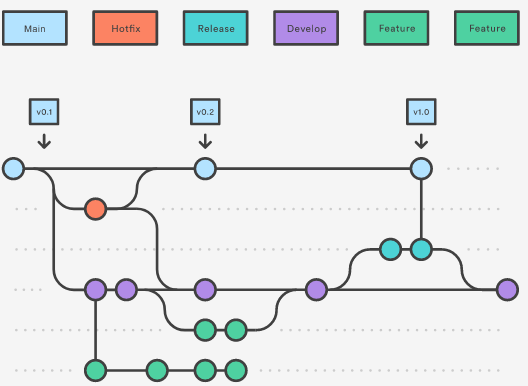 Main
Hotfix
Release
Develop
Feature
Feature
v0.1
v0.2
v1.0